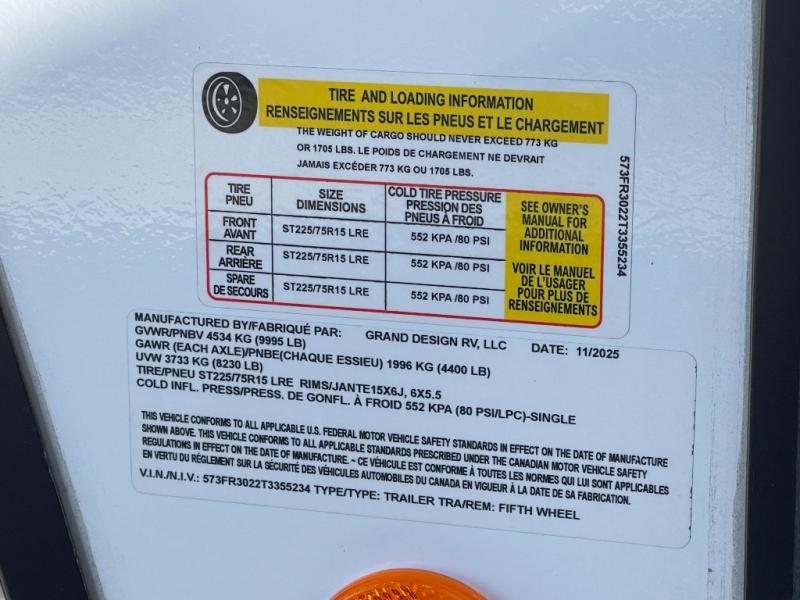 TIRE AND LOADING INFORMATION
RENSEIGNEMENTS SUR LES PNEUS ET LE CHARGEMENT
THE WEIGHT OF CARGO SHOULD NEVER EXCEED 773 KG
OR 1705 LBS. LE POIDS DE CHARGEMENT NE DEVRAIT
JAMAIS EXCÉDER 773 KG OU 1705 LBS.
TIRE
PNEU
SIZE
DIMENSIONS
COLD TIRE PRESSURE
PRESSION DES
PNEUS À FROID
FRONT
AVANT
ST225/75R15 LRE
552 KPA /80 PSI
REAR
ARRIÈRE
ST225/75R15 LRE
552 KPA /80 PSI
SPARE
DE SECOURS
ST225/75R15 LRE
552 KPA /80 PSI
SEE OWNER'S
MANUAL FOR
ADDITIONAL
INFORMATION
VOIR LE MANUEL
DE L'USAGER
POUR PLUS DE
RENSEIGNEMENTS
573FR3022T3355234
MANUFACTURED BY/FABRIQUÉ PAR: GRAND DESIGN RV, LLC DATE: 11/2025
GVWR/PNBV 4534 KG (9995 LB)
GAWR (EACH AXLE)/PNBE(CHAQUE ESSIEU) 1996 KG (4400 LB)
UVW 3733 KG (8230 LB)
TIRE/PNEU ST225/75R15 LRE RIMS/JANTE15X6J, 6X5.5
COLD INFL. PRESS/PRESS. DE GONFL. À FROID 552 KPA (80 PSI/LPC)-SINGLE
THIS VEHICLE CONFORMS TO ALL APPLICABLE U.S. FEDERAL MOTOR VEHICLE SAFETY STANDARDS IN EFFECT ON THE DATE OF MANUFACTURE
SHOWN ABOVE. THIS VEHICLE CONFORMS TO ALL APPLICABLE STANDARDS PRESCRIBED UNDER THE CANADIAN MOTOR VEHICLE SAFETY
REGULATIONS IN EFFECT ON THE DATE OF MANUFACTURE. ~ CE VÉHICULE EST CONFORME À TOUTES LES NORMES QUI LUI SONT APPLICABLES
EN VERTU DU RÉGLEMENT SUR LA SÉCURITÉ DES VÉHICULES AUTOMOBILES DU CANADA EN VIGUEUR À LA DATE DE SA FABRICATION.
V.I.N./N.I.V.: 573FR3022T3355234 TYPE/TYPE: TRAILER TRA/REM: FIFTH WHEEL